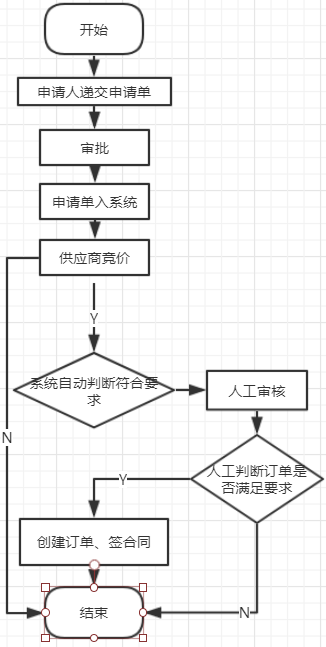 开始
申请人递交申请单
审批
申请单入系统
供应商竞价
Y
系统自动判断符合要
求
人工审核
N
人工判断订单是
否满足要求
Y
创建订单、签合同
结束
N